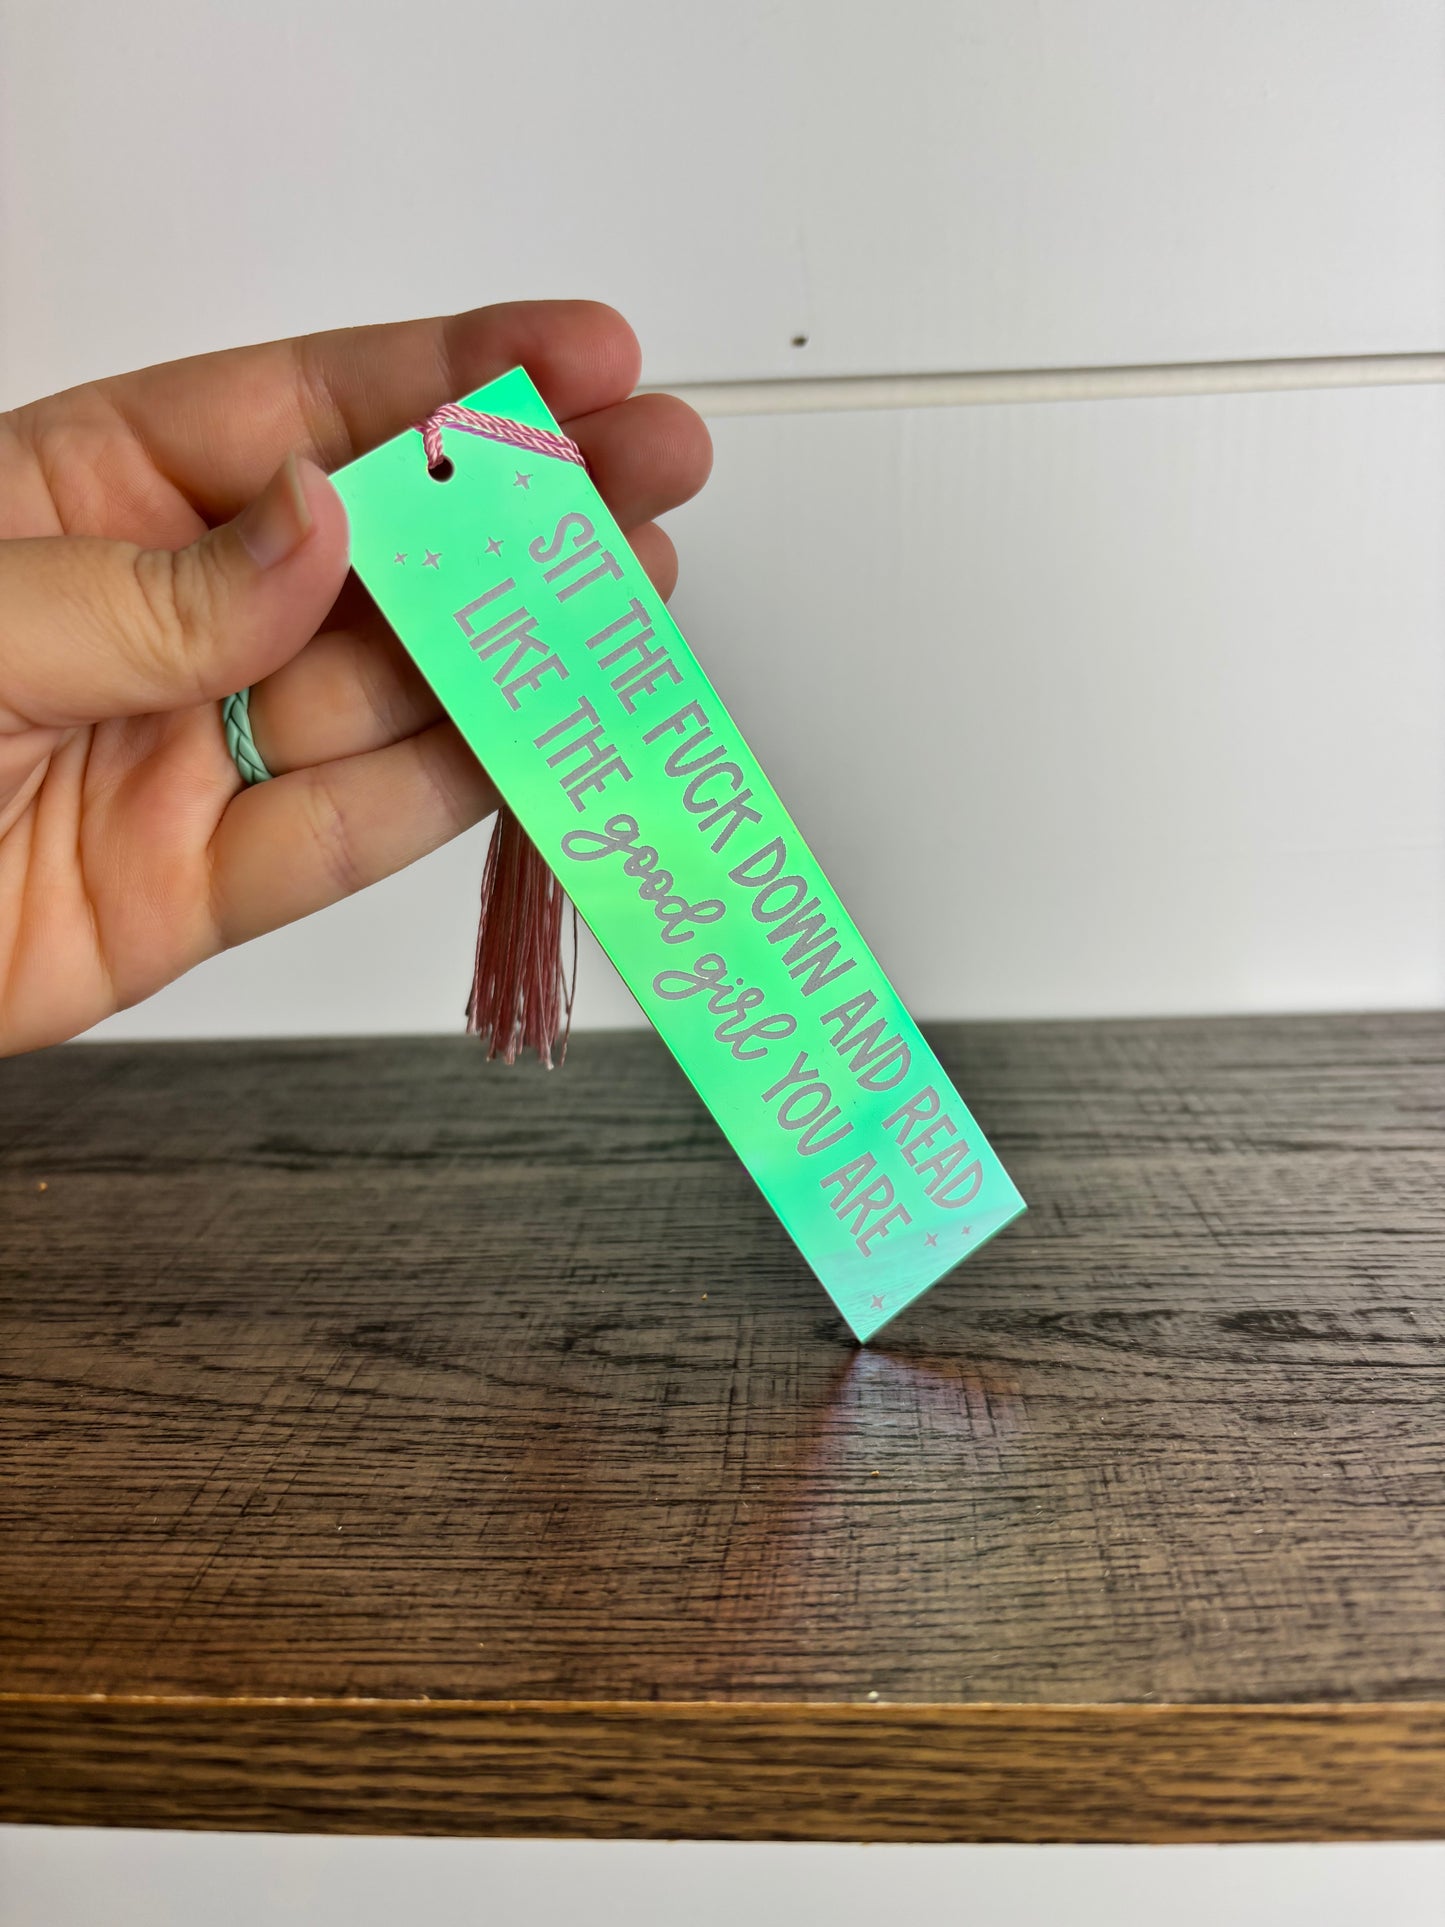 SIT THE FUCK DOWN AND READ
LIKE THE good girl YOU ARE